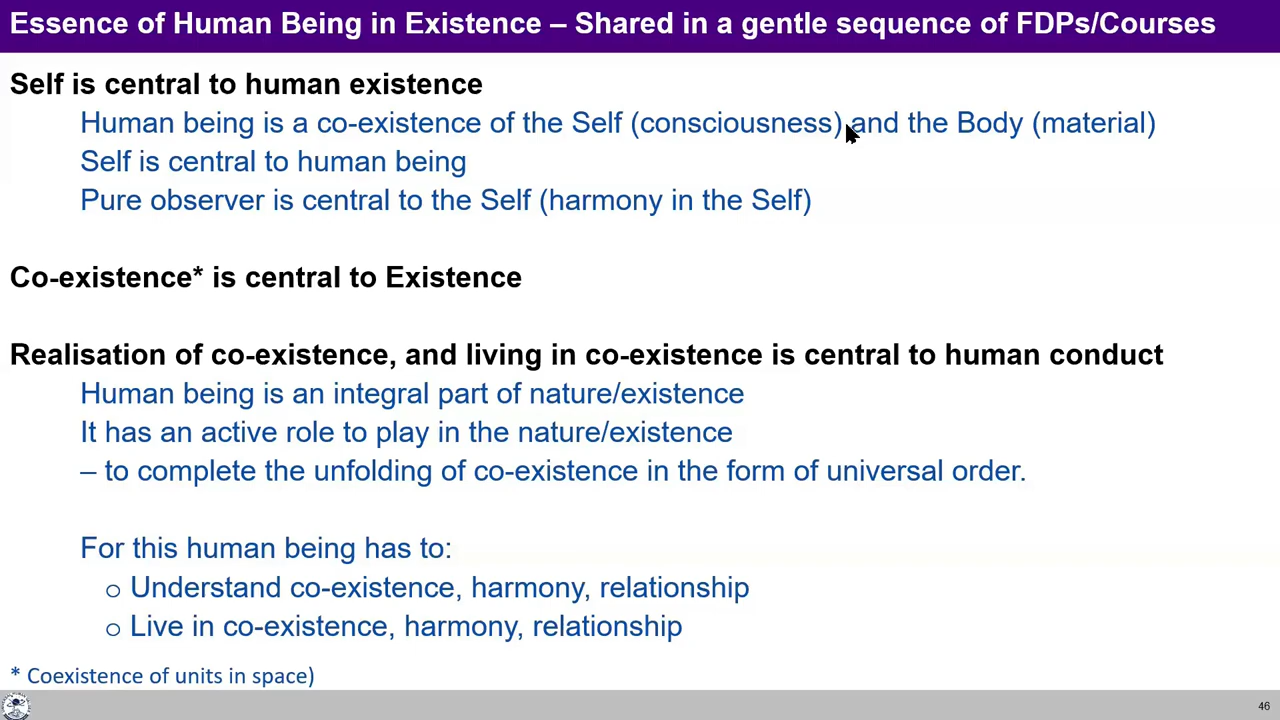 Essence of Human Being in Existence – Shared in a gentle sequence of FDPs/Courses
Self is central to human existence
Human being is a co-existence of the Self (consciousness) and the Body (material)
Self is central to human being
Pure observer is central to the Self (harmony in the Self)
Co-existence* is central to Existence
Realisation of co-existence, and living in co-existence is central to human conduct
Human being is an integral part of nature/existence
It has an active role to play in the nature/existence
– to complete the unfolding of co-existence in the form of universal order.
For this human being has to:
o Understand co-existence, harmony, relationship
o Live in co-existence, harmony, relationship
* Coexistence of units in space)
46